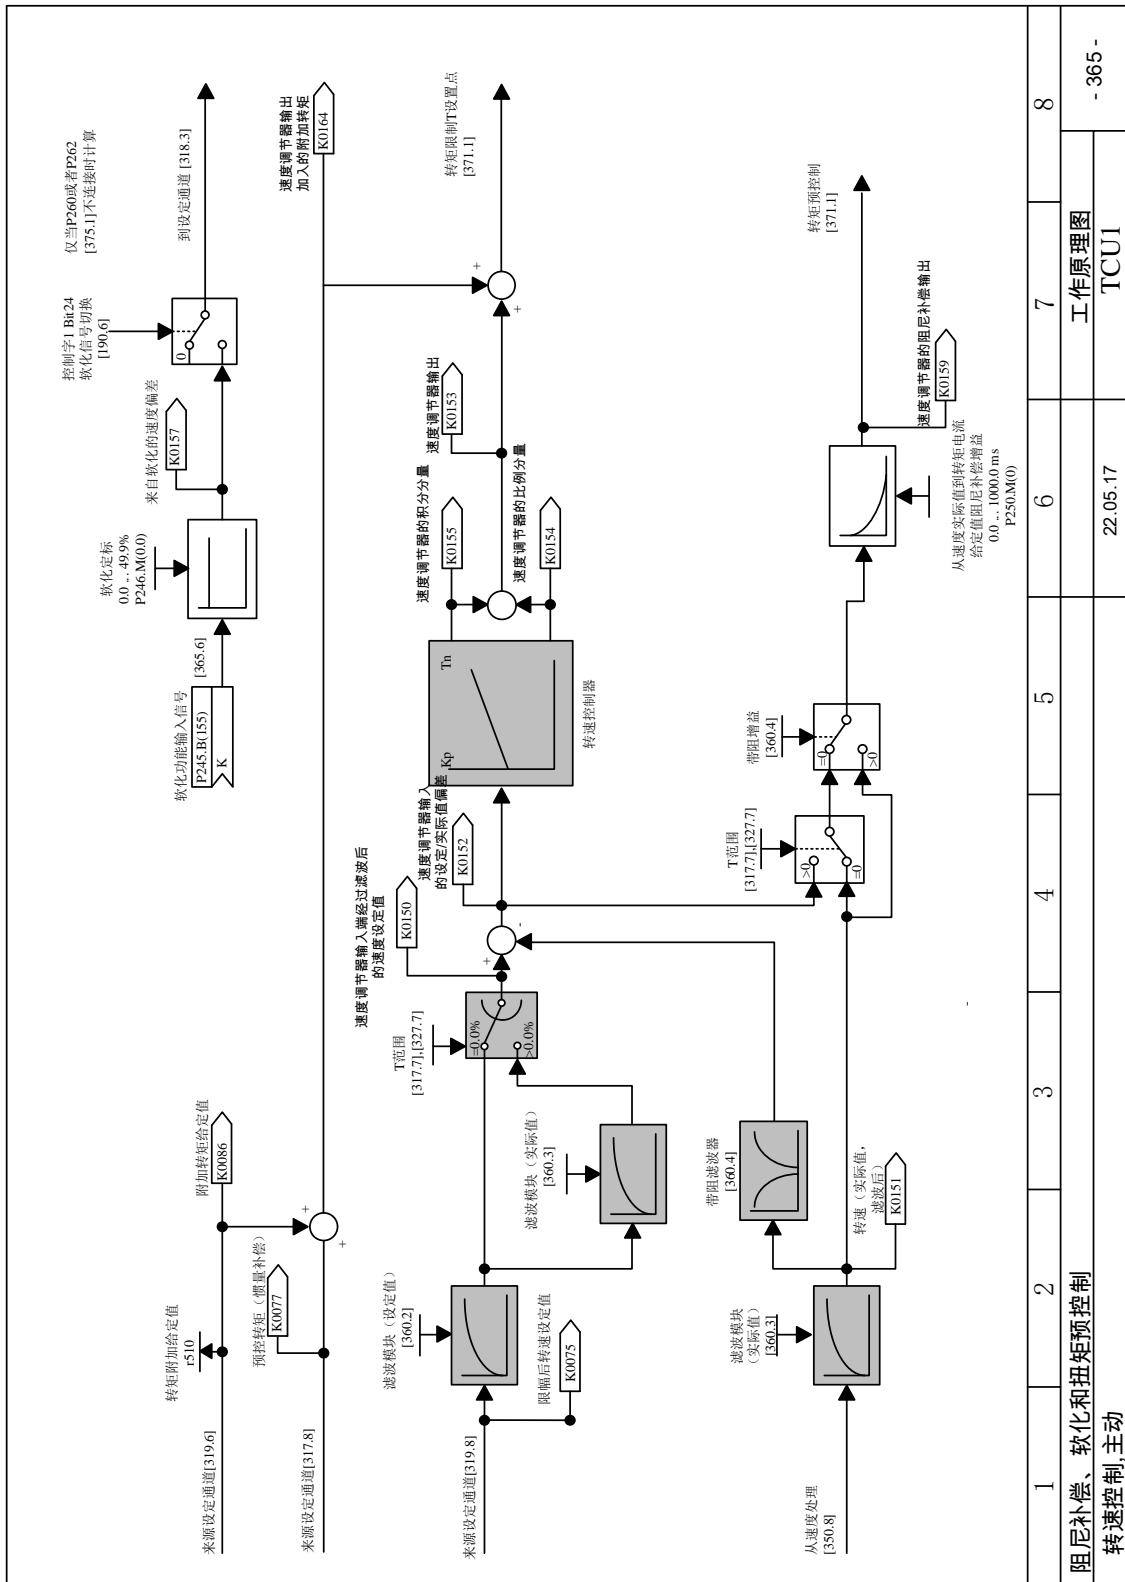 仅当P260或者P262
[375.1]不连接时计算
到设定通道 [318.3]
控制字1 Bit24
软化信号切换
[190.6]
0
来自软化的速度偏差
K0157
软化定标
0.0 ... 49.9%
P246.M(0.0)
[365.6]
软化功能输入信号
P245.B(155)
K
附加转矩给定值
K0086
转矩附加给定值
r510
来源设定通道[319.6]
速度调节器输出
加入的附加转矩
K0164
+
+
预控转矩（惯量补偿）
K0077
来源设定通道[317.8]
转矩限制T设置点
[371.1]
+
+
速度调节器输出
K0153
速度调节器的积分分量
K0155
速度调节器的比例分量
K0154
Tn
Kp
转速控制器
速度调节器输入
的设定/实际值偏差
K0152
速度调节器输入端经过滤波后
的速度设定值
K0150
+
-
T范围
[317.7],[327.7]
=0.0%
>0.0%
滤波模块（实际值）
[360.3]
滤波模块（设定值）
[360.2]
限幅后转速设定值
K0075
来源设定通道[319.8]
转矩预控制
[371.1]
速度调节器的阻尼补偿输出
K0159
从速度实际值到转矩电流
给定值阻尼补偿增益
0.0 ... 1000.0 ms
P250.M(0)
带阻增益
[360.4]
=0
>0
T范围
[317.7],[327.7]
>0
=0
-
带阻滤波器
[360.4]
转速（实际值，
滤波后）
K0151
滤波模块
（实际值）
[360.3]
从速度处理
[350.8]
1 2 3 4 5 6 7 8
阻尼补偿、软化和扭矩预控制
工作原理图
- 365 -
转速控制,主动
22.05.17
TCU1